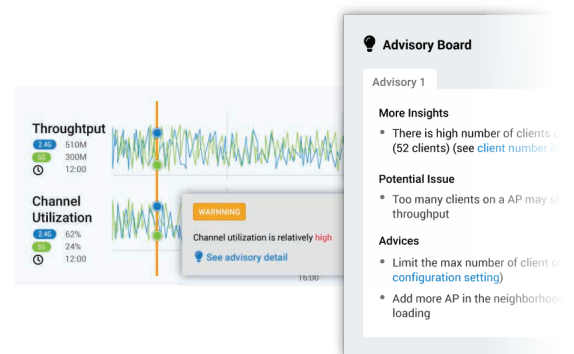 Throughtput
2.4G 510M
5G 300M
12:00
Channel
Utilization
2.4G 62%
5G 24%
12:00
WARNNING
Channel utilization is relatively high
See advisory detail
16:00
Advisory Board
Advisory 1
More Insights
There is high number of clients
(52 clients) (see client number
Potential Issue
Too many clients on a AP may
throughput
Advices
Limit the max number of client
configuration setting)
Add more AP in the neighborhood
loading